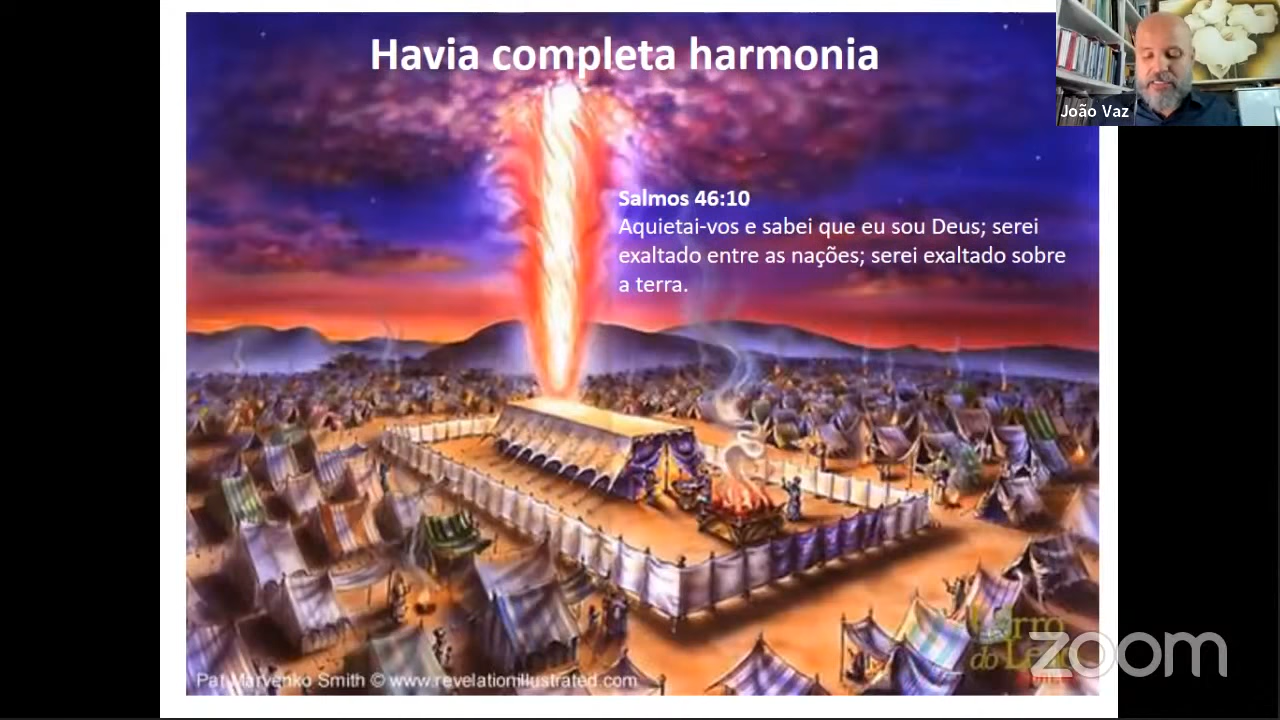 Havia completa harmonia
João Vaz
Salmos 46:10
Aquietai-vos e sabei que eu sou Deus; serei
exaltado entre as nações; serei exaltado sobre
a terra.
do
zoom
Pat Marvenko Smith © www.revelationillustrated.com